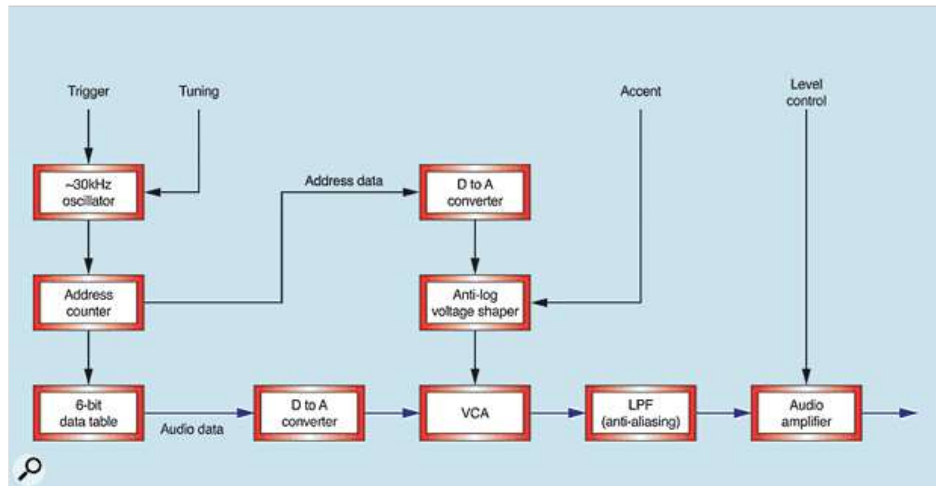 Trigger
Tuning
Accent
Level
control
~30kHz
oscillator
Address data
D to A
converter
Address
counter
Anti-log
voltage shaper
6-bit
data table
Audio data
D to A
converter
VCA
LPF
(anti-aliasing)
Audio
amplifier